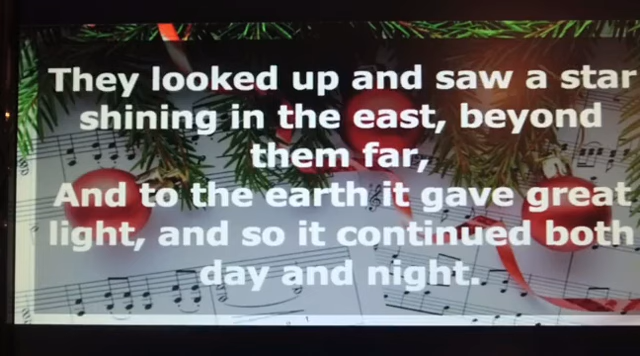 They looked up and saw a star
shining in the east, beyond
them far,
And to the earth it gave great
light, and so it continued both
day and night.